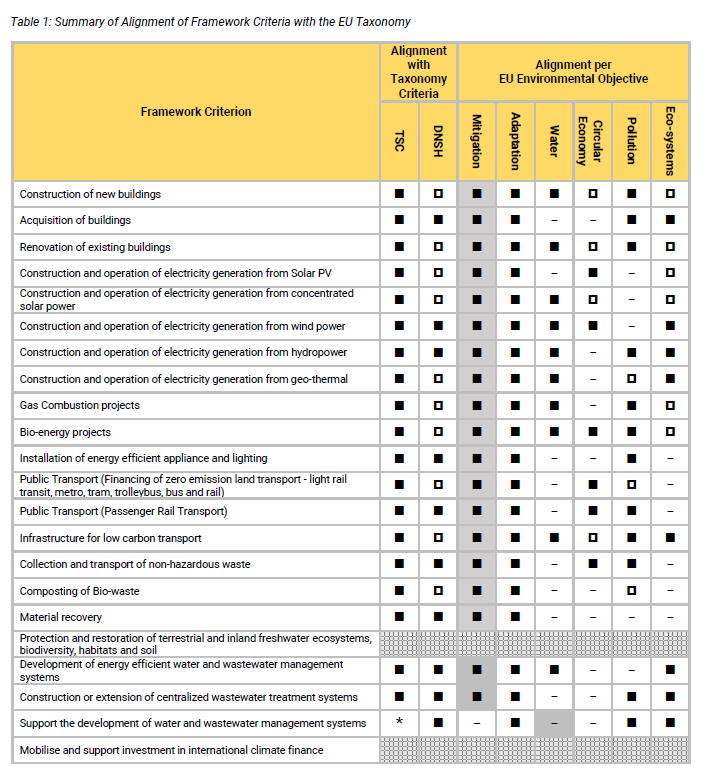 Table 1: Summary of Alignment of Framework Criteria with the EU Taxonomy
Framework Criterion
Alignment
with
Taxonomy
Criteria
Alignment per
EU Environmental Objective
TSC
DNSH
Mitigation
Adaptation
Water
Circular
Economy
Pollution
Eco-systems
Construction of new buildings ■ □ ■ ■ ■ □ ■ □
Acquisition of buildings ■ ■ ■ ■ – – ■ ■
Renovation of existing buildings ■ □ ■ ■ ■ □ ■ □
Construction and operation of electricity generation from Solar PV ■ □ ■ ■ – ■ – □
Construction and operation of electricity generation from concentrated
solar power ■ □ ■ ■ ■ □ – □
Construction and operation of electricity generation from wind power ■ ■ ■ ■ ■ ■ – ■
Construction and operation of electricity generation from hydropower ■ ■ ■ ■ ■ – ■ ■
Construction and operation of electricity generation from geo-thermal ■ □ ■ ■ ■ – □ ■
Gas Combustion projects ■ □ ■ ■ ■ – ■ □
Bio-energy projects ■ □ ■ ■ ■ ■ ■ □
Installation of energy efficient appliance and lighting ■ ■ ■ ■ – – ■ –
Public Transport (Financing of zero emission land transport - light rail
transit, metro, tram, trolleybus, bus and rail) ■ □ ■ ■ – ■ □ –
Public Transport (Passenger Rail Transport) ■ ■ ■ ■ – ■ ■ –
Infrastructure for low carbon transport ■ □ ■ ■ ■ □ ■ ■
Collection and transport of non-hazardous waste ■ ■ ■ ■ – ■ ■ –
Composting of Bio-waste ■ □ ■ ■ – – □ –
Material recovery ■ ■ ■ ■ – – – –
Protection and restoration of terrestrial and inland freshwater ecosystems,
biodiversity, habitats and soil
Development of energy efficient water and wastewater management
systems ■ ■ ■ ■ ■ – – ■
Construction or extension of centralized wastewater treatment systems ■ ■ ■ ■ – – ■ ■
Support the development of water and wastewater management systems * ■ – ■ – – ■ ■
Mobilise and support investment in international climate finance